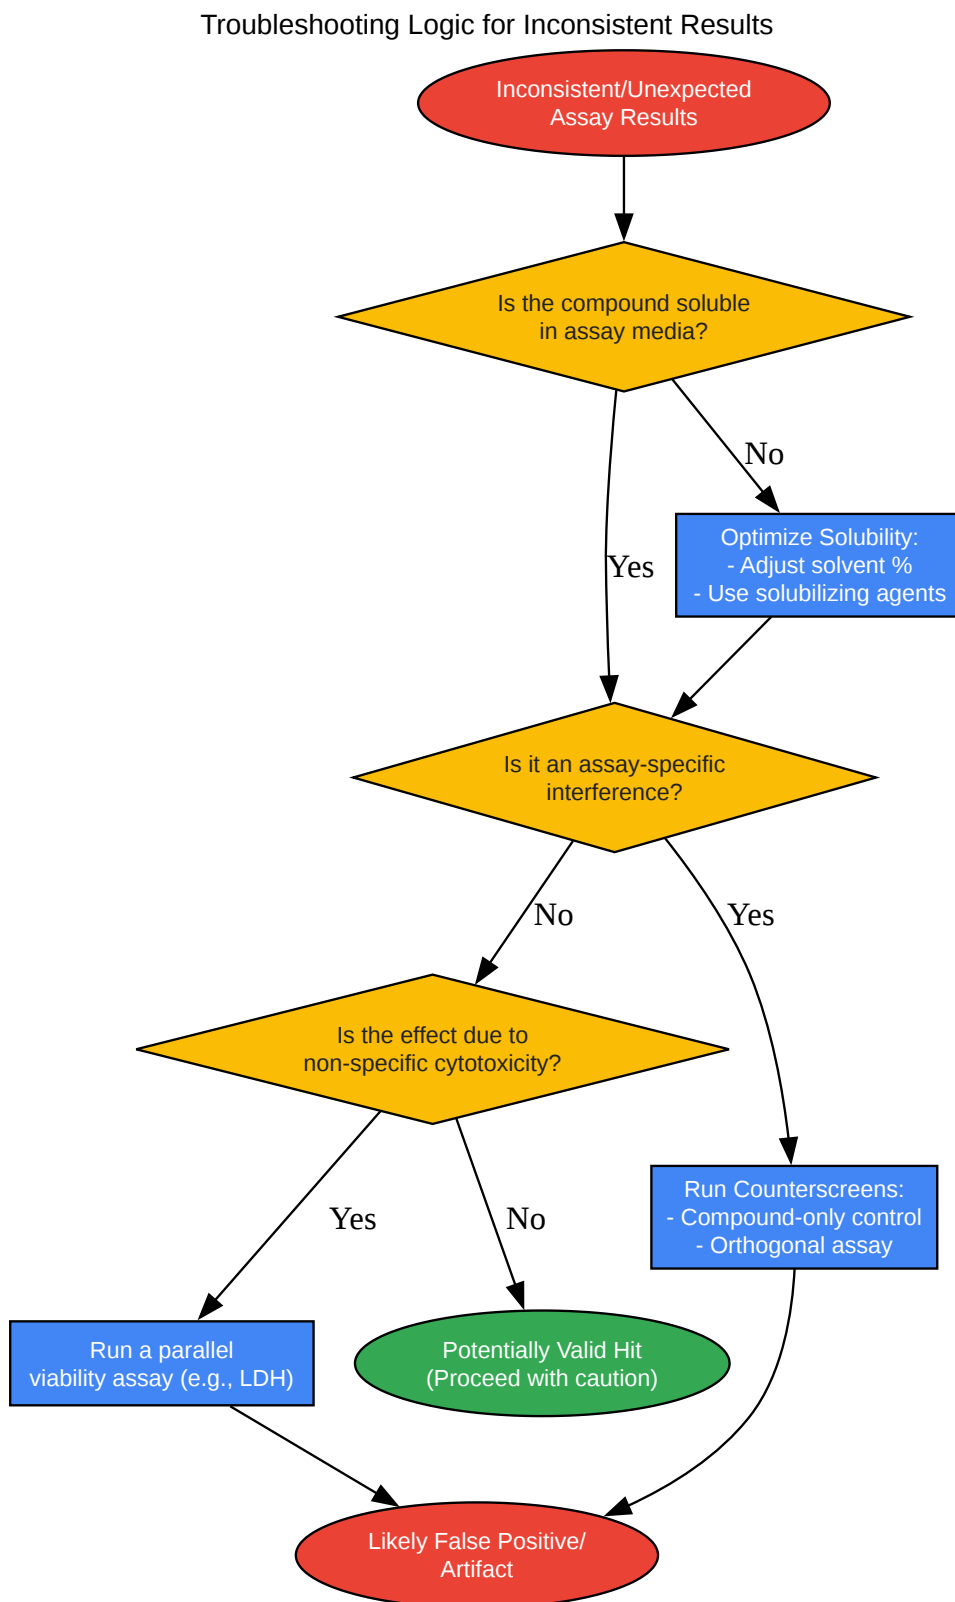 Troubleshooting Logic for Inconsistent Results
Inconsistent/Unexpected
Assay Results
Is the compound soluble
in assay media?
No
Optimize Solubility:
- Adjust solvent %
- Use solubilizing agents
Yes
Is it an assay-specific
interference?
No
Yes
Is the effect due to
non-specific cytotoxicity?
Run Counterscreens:
- Compound-only control
- Orthogonal assay
Yes
No
Run a parallel
viability assay (e.g., LDH)
Potentially Valid Hit
(Proceed with caution)
Likely False Positive/
Artifact